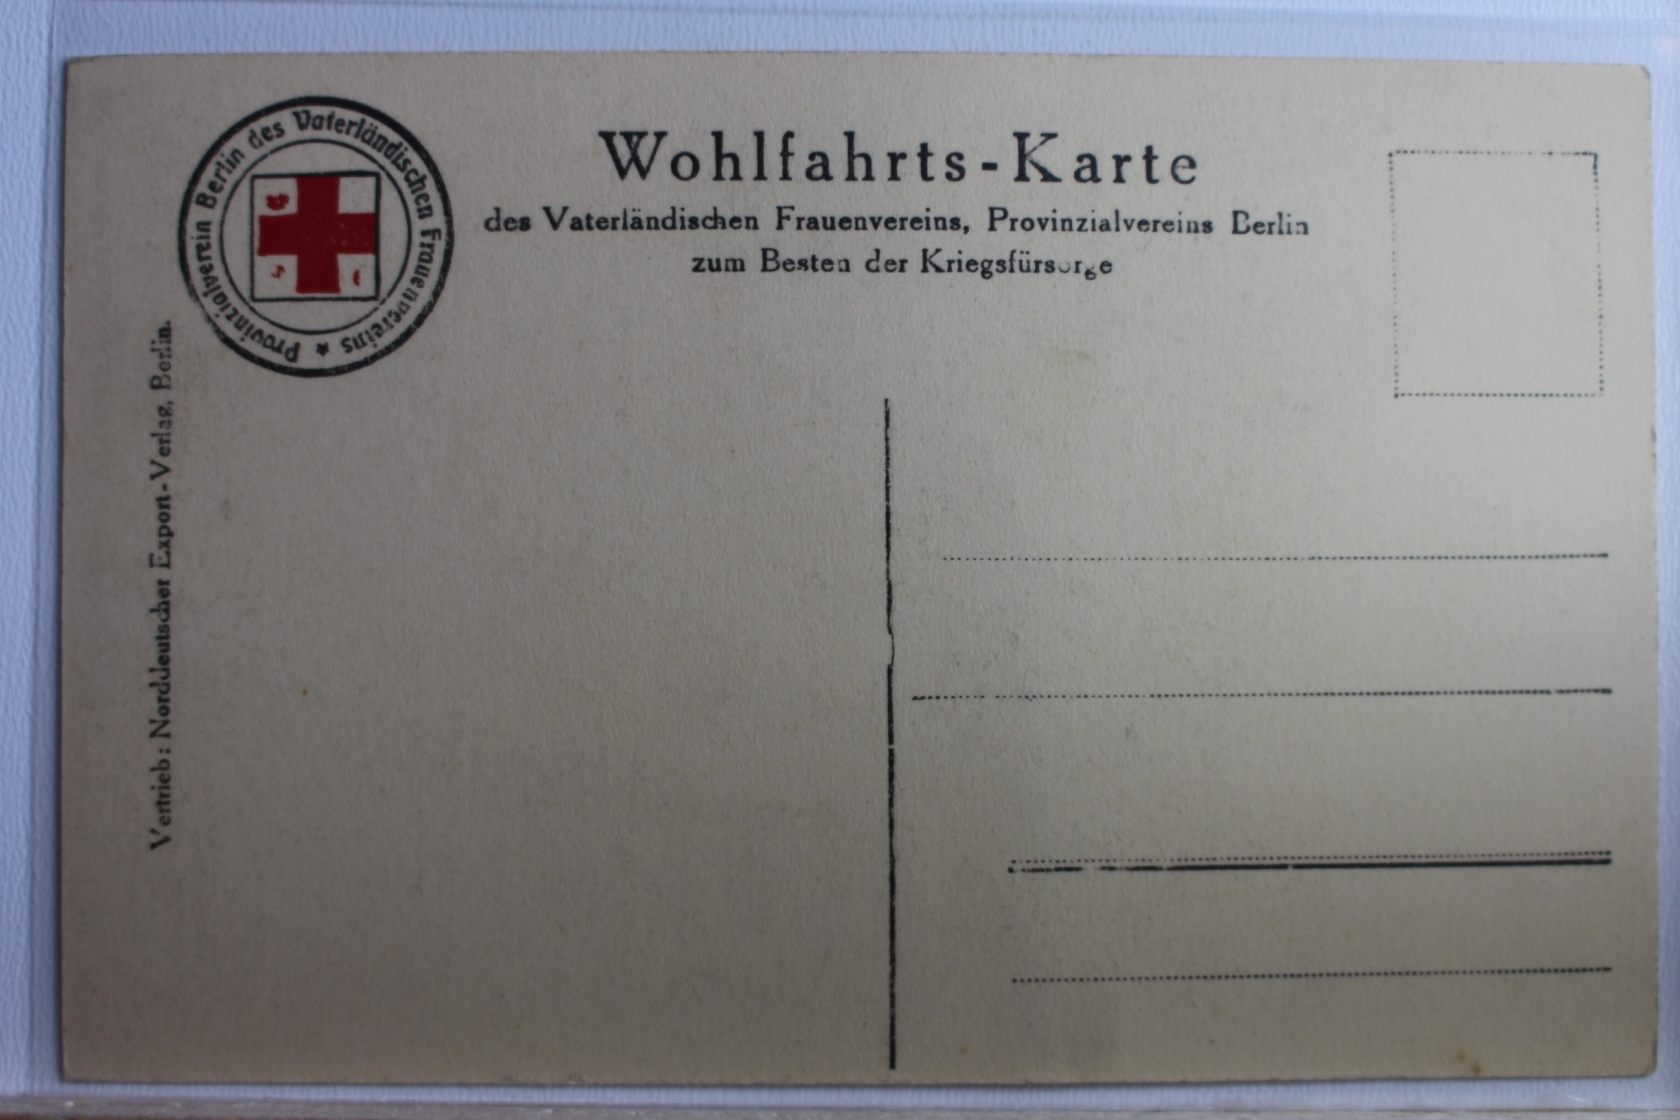 Provinzialverein Berlin des Vaterländischen Frauenvereins ★
Wohlfahrts-Karte
des Vaterländischen Frauenvereins, Provinzialvereins Berlin
zum Besten der Kriegsfürsorge
Vertrieb: Norddeutscher Export-Verlag, Berlin.